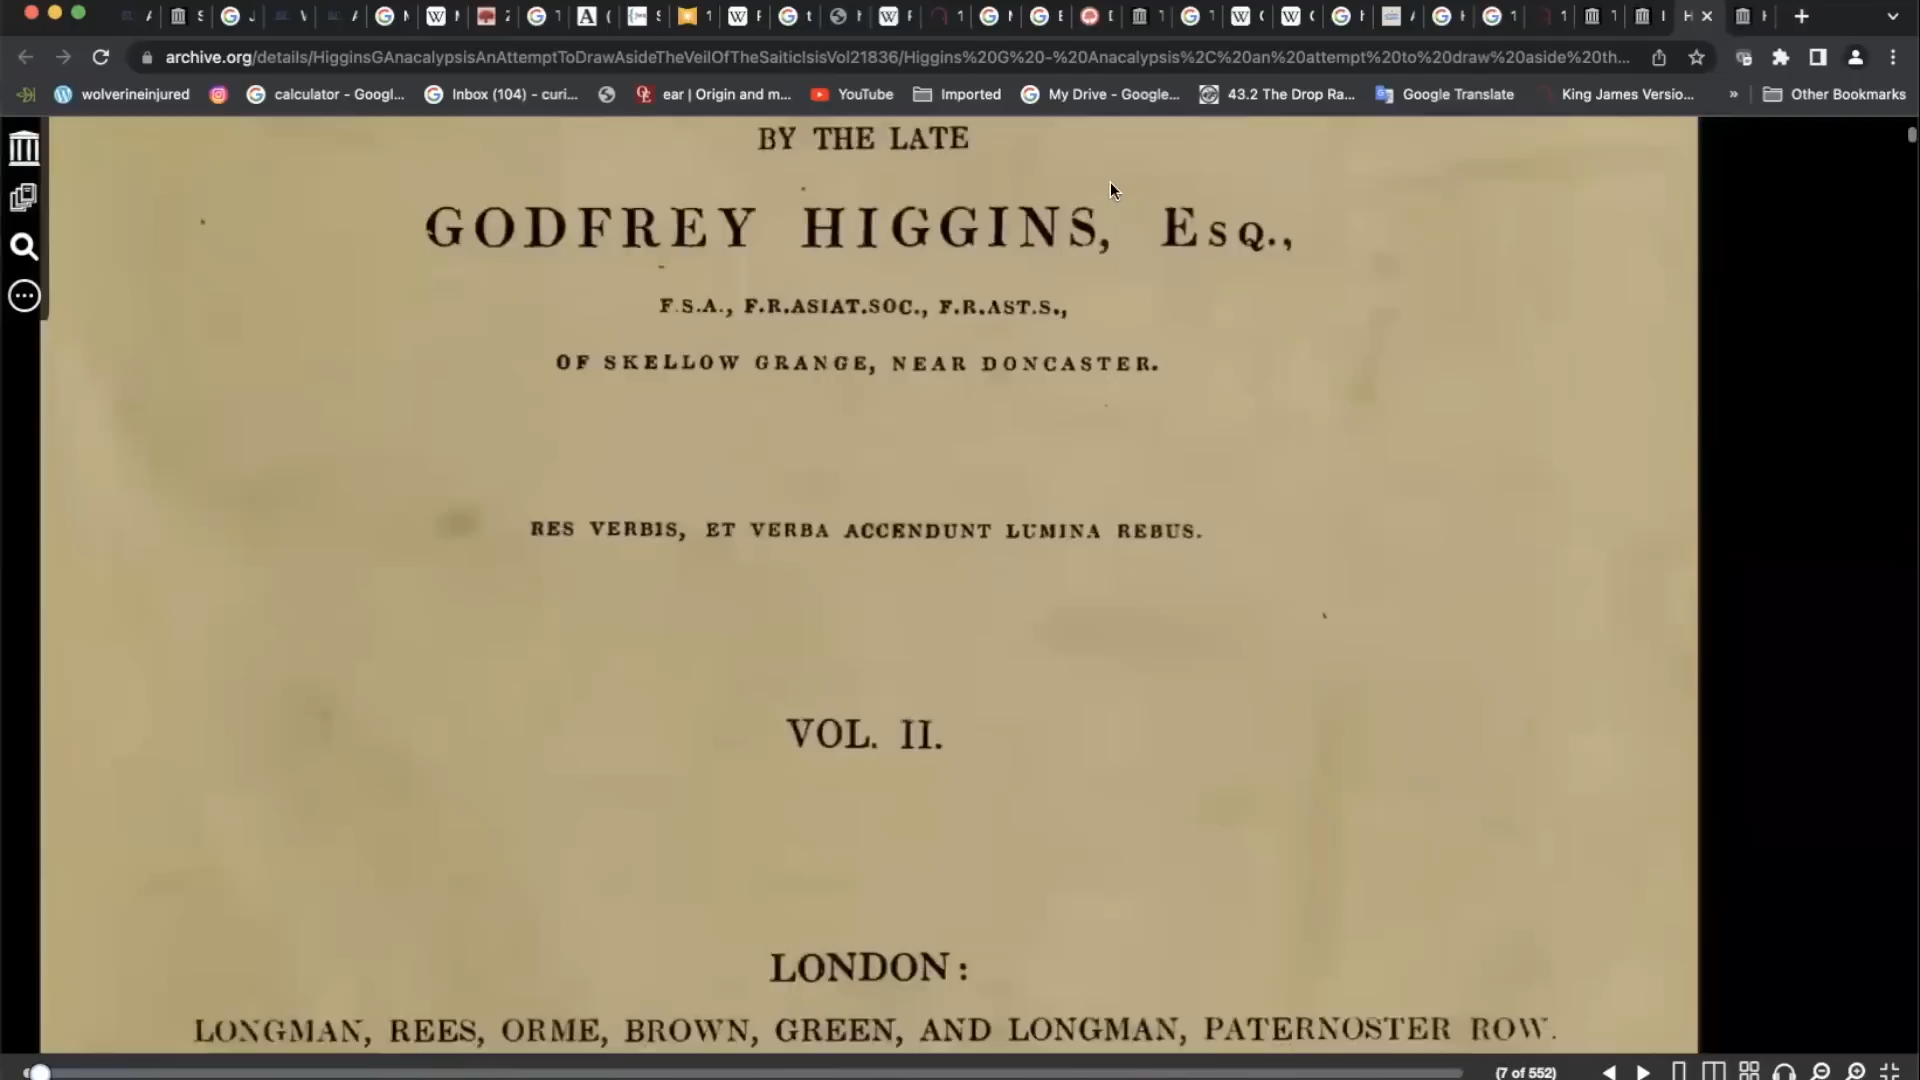 archive.org/details/HigginsGAnacalypsisAnAttemptToDrawAsideTheVeilOfTheSaiticIsisVol21836/Higgins%20G%20-%20Anacalypsis%2C%20an%20attempt%20to%20draw%20aside%20th...
wolverineinjured calculator - Googl... Inbox (104) - curi... ear | Origin and m... YouTube Imported My Drive - Google... 43.2 The Drop Ra... Google Translate King James Versio... » Other Bookmarks
BY THE LATE
GODFREY HIGGINS, Esq.,
F.S.A., F.R.ASIAT.SOC., F.R.AST.S.,
OF SKELLOW GRANGE, NEAR DONCASTER.
RES VERBIS, ET VERBA ACCENDUNT LUMINA REBUS.
VOL. II.
LONDON:
LONGMAN, REES, ORME, BROWN, GREEN, AND LONGMAN, PATERNOSTER ROW.
(7 of 552)